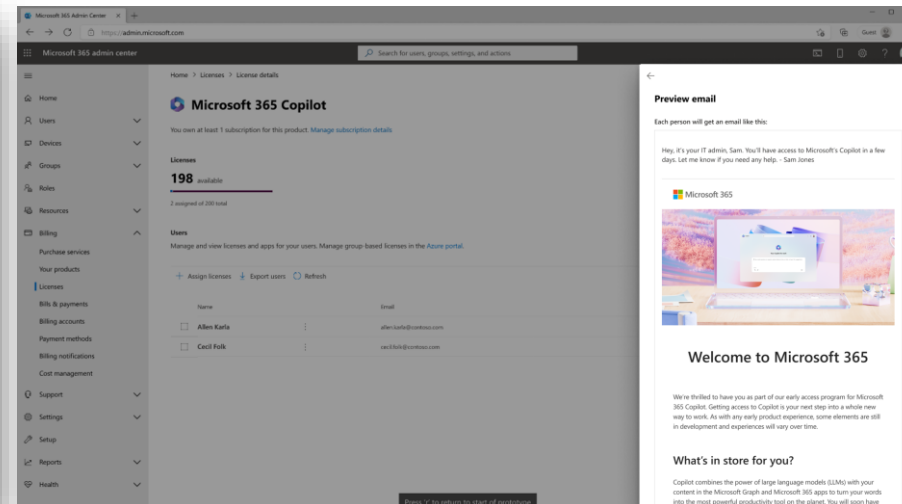 Microsoft 365 Admin Center
https://admin.microsoft.com
Guest
Microsoft 365 admin center
Search for users, groups, settings, and actions
Home
Users
Devices
Groups
Roles
Resources
Billing
Purchase services
Your products
Licenses
Bills & payments
Billing accounts
Payment methods
Billing notifications
Cost management
Support
Settings
Setup
Reports
Health
Home > Licenses > License details
Microsoft 365 Copilot
You own at least 1 subscription for this product. Manage subscription details
Licenses
198 available
2 assigned of 200 total
Users
Manage and view licenses and apps for your users. Manage group-based licenses in the Azure portal.
Assign licenses Export users Refresh
Name Email
Allen Karla allen.karla@contoso.com
Cecil Folk cecil.folk@contoso.com
Press 'r' to return to start of prototype
Preview email
Each person will get an email like this:
Hey, it's your IT admin, Sam. You'll have access to Microsoft's Copilot in a few
days. Let me know if you need any help. - Sam Jones
Microsoft 365
Welcome to Microsoft 365
We're thrilled to have you as part of our early access program for Microsoft
365 Copilot. Getting access to Copilot is your next step into a whole new
way to work. As with any early product experience, some elements are still
in development and experiences will vary over time.
What's in store for you?
Copilot combines the power of large language models (LLMs) with your
content in the Microsoft Graph and Microsoft 365 apps to turn your words
into the most powerful productivity tool on the planet. You will soon have